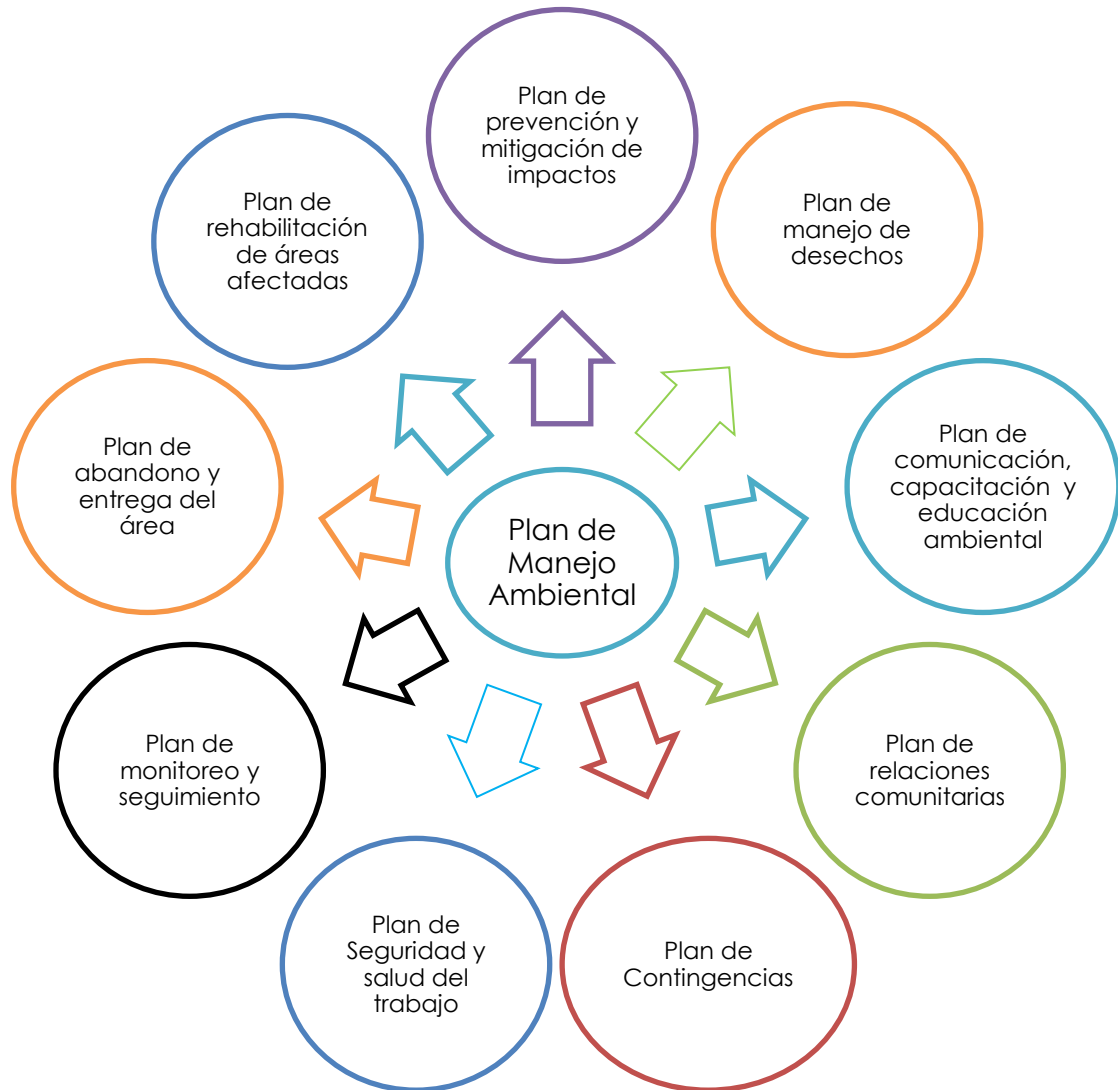 Plan de
prevención y
mitigación de
impactos
Plan de
manejo de
desechos
Plan de
comunicación,
capacitación y
educación
ambiental
Plan de
relaciones
comunitarias
Plan de
Contingencias
Plan de
Seguridad y
salud del
trabajo
Plan de
monitoreo y
seguimiento
Plan de
abandono y
entrega del
área
Plan de
rehabilitación
de áreas
afectadas
Plan de
Manejo
Ambiental